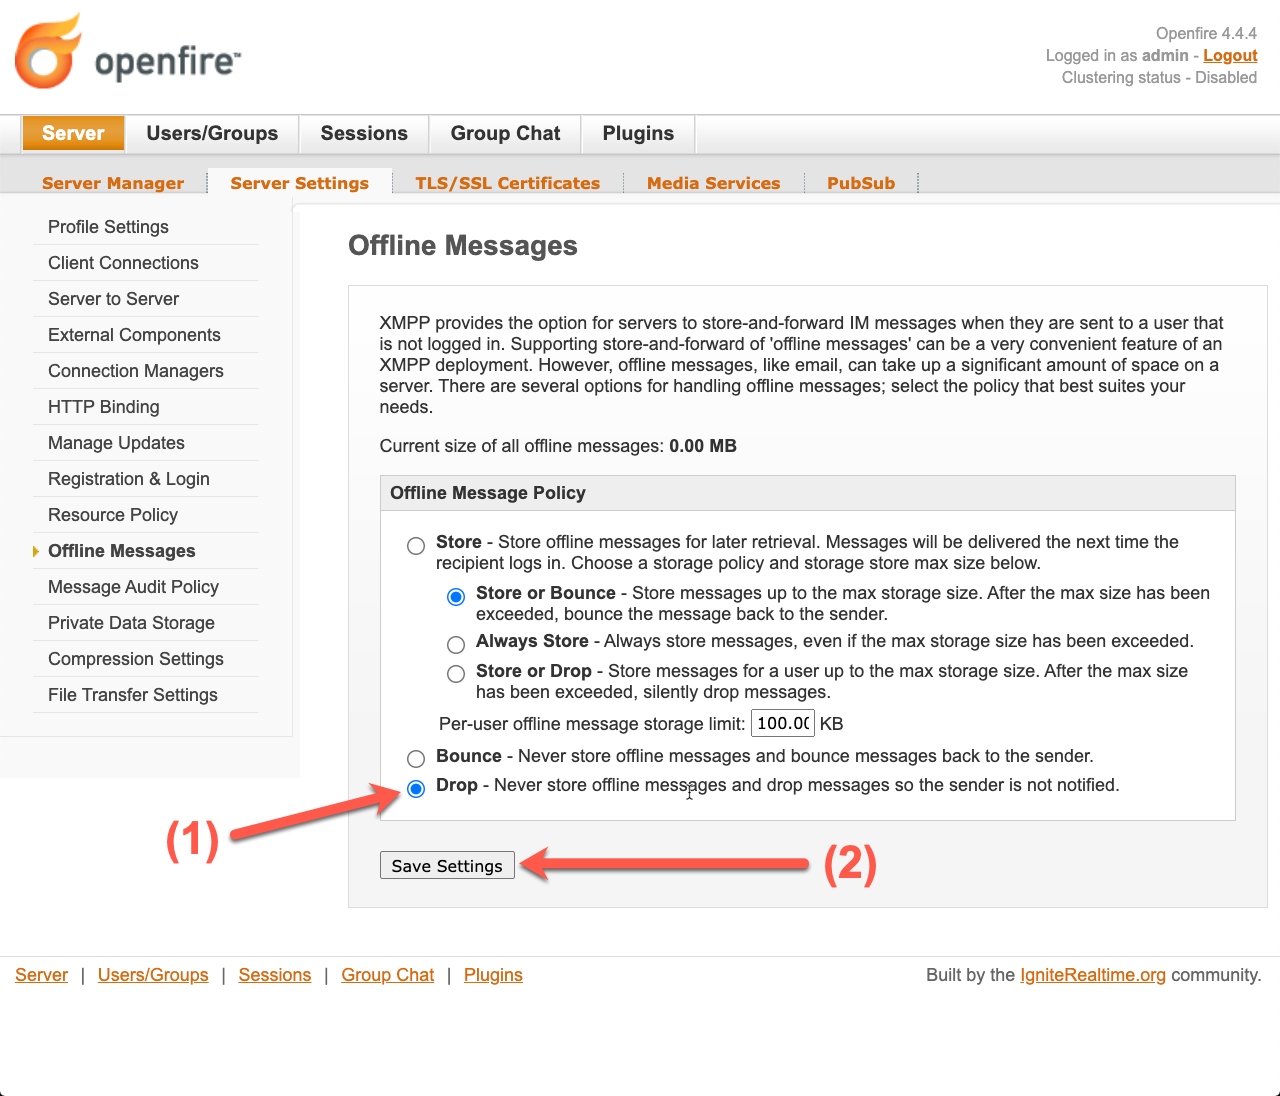 openfire™
Openfire 4.4.4
Logged in as admin - Logout
Clustering status - Disabled
Server
Users/Groups
Sessions
Group Chat
Plugins
Server Manager
Server Settings
TLS/SSL Certificates
Media Services
PubSub
Profile Settings
Client Connections
Server to Server
External Components
Connection Managers
HTTP Binding
Manage Updates
Registration & Login
Resource Policy
Offline Messages
Message Audit Policy
Private Data Storage
Compression Settings
File Transfer Settings
Offline Messages
XMPP provides the option for servers to store-and-forward IM messages when they are sent to a user that
is not logged in. Supporting store-and-forward of 'offline messages' can be a very convenient feature of an
XMPP deployment. However, offline messages, like email, can take up a significant amount of space on a
server. There are several options for handling offline messages; select the policy that best suites your
needs.
Current size of all offline messages: 0.00 MB
Offline Message Policy
Store - Store offline messages for later retrieval. Messages will be delivered the next time the
recipient logs in. Choose a storage policy and storage store max size below.
Store or Bounce - Store messages up to the max storage size. After the max size has been
exceeded, bounce the message back to the sender.
Always Store - Always store messages, even if the max storage size has been exceeded.
Store or Drop - Store messages for a user up to the max storage size. After the max size
has been exceeded, silently drop messages.
Per-user offline message storage limit: 100.00 KB
Bounce - Never store offline messages and bounce messages back to the sender.
Drop - Never store offline messages and drop messages so the sender is not notified.
(1)
Save Settings
(2)
Server | Users/Groups | Sessions | Group Chat | Plugins
Built by the IgniteRealtime.org community.